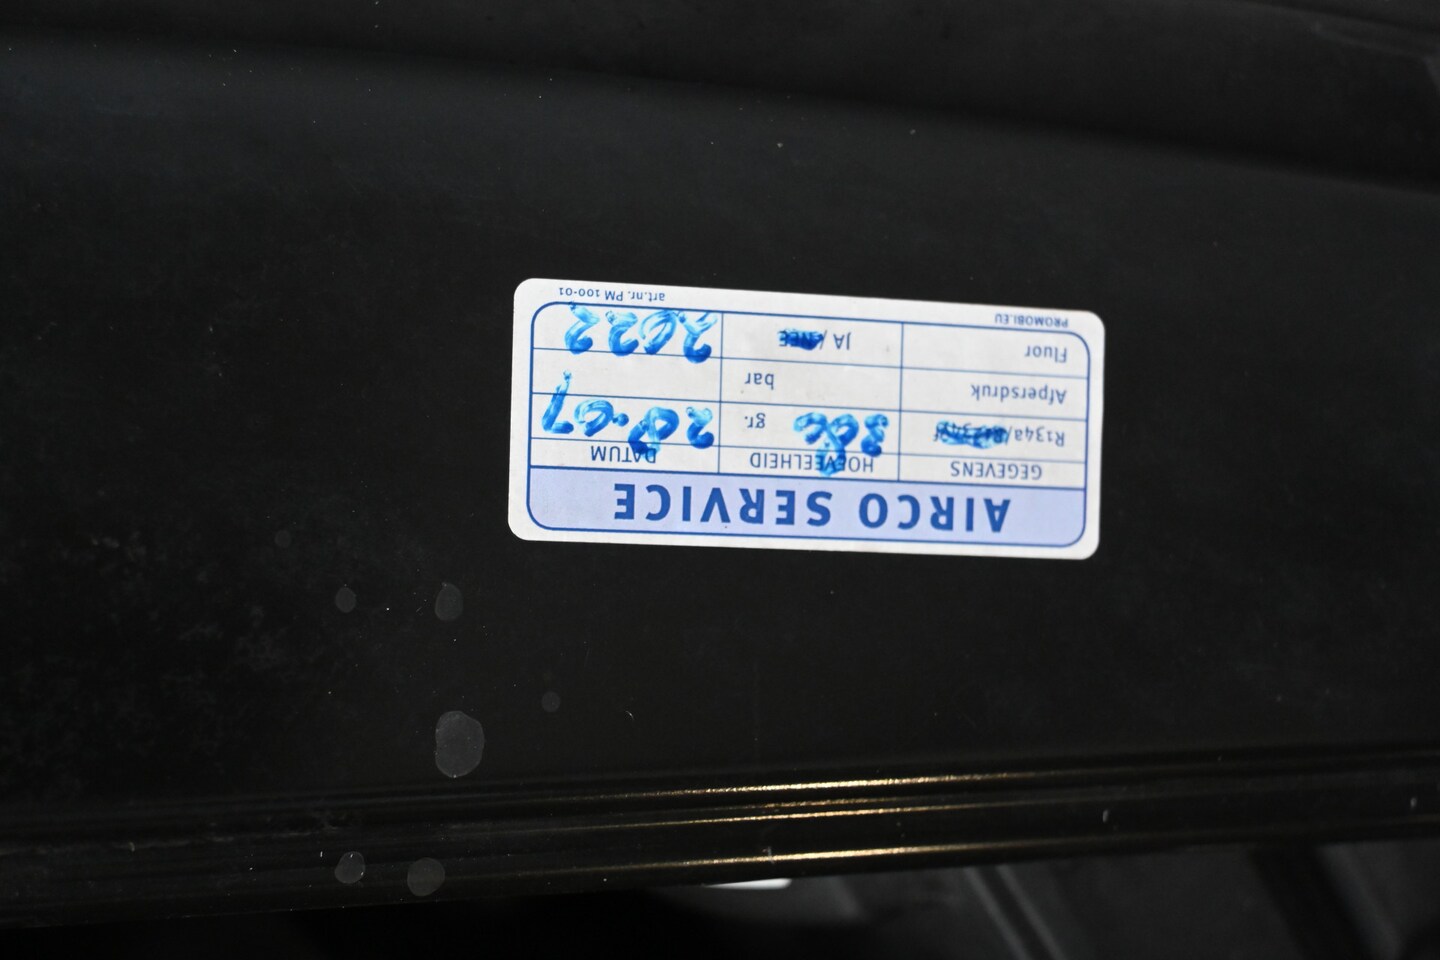 AIRCO SERVICE
GEGEVENS HOEVEELHEID DATUM
R134a/ gr. 20-07
Afpersdruk bar
Fluor JA / NEE 2022
PROMOBI.EU art.nr. PM 100-01